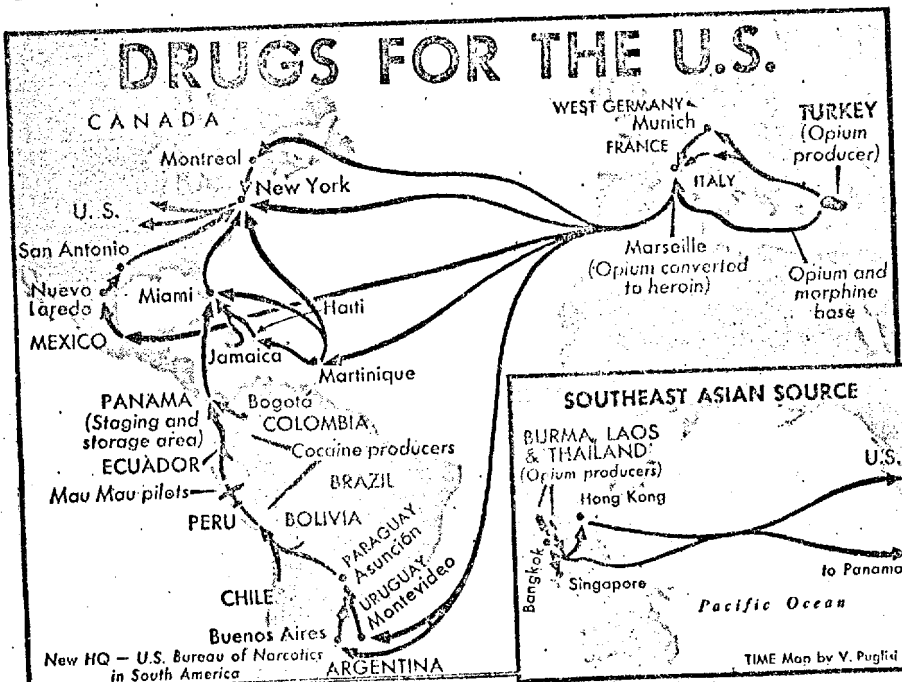 DRUGS FOR THE U.S.
CANADA
Montreal
New York
U. S.
San Antonio
Nuevo
Laredo
MEXICO
Miami
Haiti
Jamaica
Martinique
WEST GERMANY
Munich
FRANCE
ITALY
TURKEY
(Opium
producer)
Marseille
(Opium converted
to heroin)
Opium and
morphine
base
PANAMA
(Staging and
storage area)
Bogotá
COLOMBIA
Cocaine producers
ECUADOR
BRAZIL
Mau Mau pilots
PERU
BOLIVIA
PARAGUAY
Asunción
URUGUAY
Montevideo
CHILE
Buenos Aires
New HQ — U.S. Bureau of Narcotics
in South America
ARGENTINA
SOUTHEAST ASIAN SOURCE
BURMA, LAOS
& THAILAND
(Opium producers)
U.S.
Hong Kong
Bangkok
Singapore
to Panama
Pacific Ocean
TIME Map by V. Puglisi